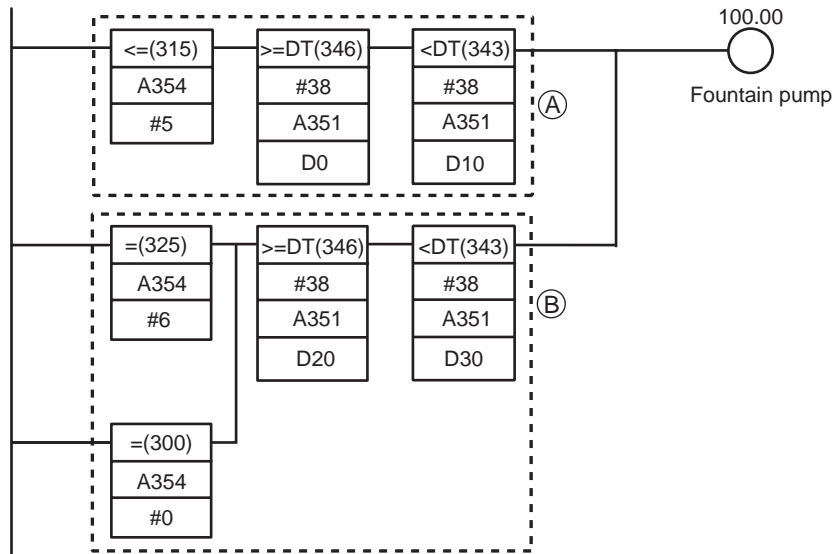 100.00
Fountain pump
<=(315)
A354
#5
>=DT(346)
#38
A351
D0
<DT(343)
#38
A351
D10
A
=(325)
A354
#6
>=DT(346)
#38
A351
D20
<DT(343)
#38
A351
D30
B
=(300)
A354
#0